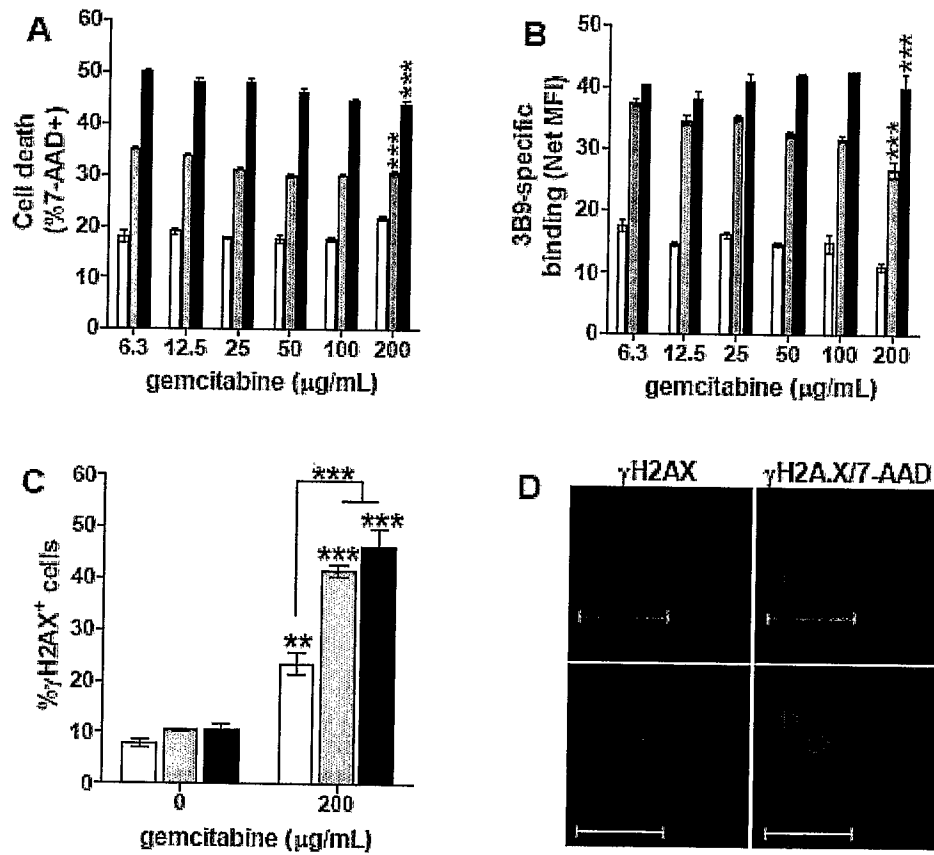 A
Cell death
(%7-AAD+)
60
50
40
30
20
10
0
6.3 12.5 25 50 100 200
gemcitabine (µg/mL)
***
***
B
3B9-specific
binding (Net MFI)
50
40
30
20
10
0
6.3 12.5 25 50 100 200
gemcitabine (µg/mL)
***
***
C
%γH2AX⁺ cells
60
50
40
30
20
10
0
0 200
gemcitabine (µg/mL)
***
***
***
**
D
γH2AX γH2A.X/7-AAD